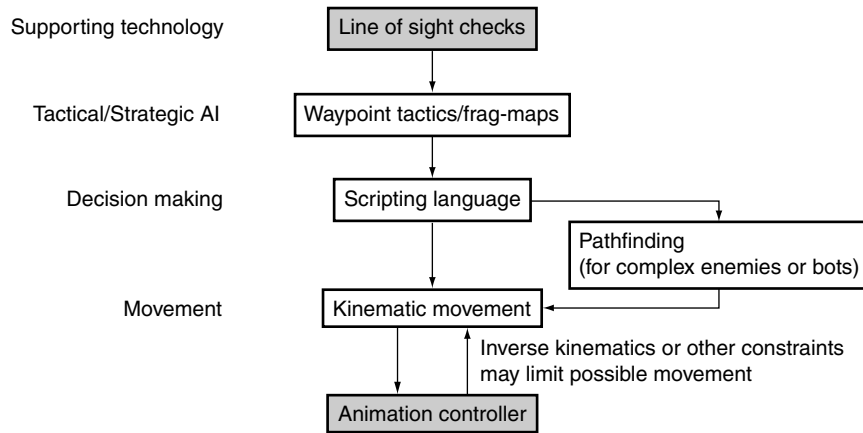 Supporting technology
Line of sight checks
Tactical/Strategic AI
Waypoint tactics/frag-maps
Decision making
Scripting language
Pathfinding
(for complex enemies or bots)
Movement
Kinematic movement
Inverse kinematics or other constraints
may limit possible movement
Animation controller